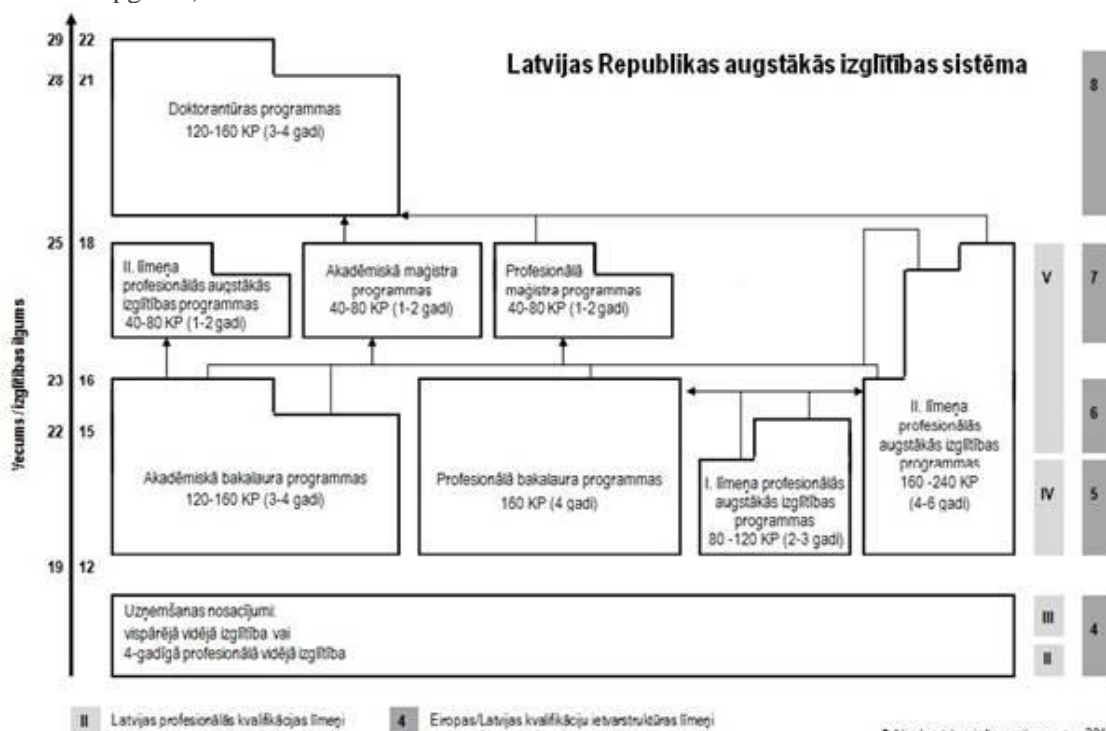 29 22
Latvijas Republikas augstākās izglītības sistēma
28 21
8
Doktorantūras programmas
120-160 KP (3-4 gadi)
25 18
II. līmeņa
profesionālās augstākās
izglītības programmas
40-80 KP (1-2 gadi)
Akadēmiskā maģistra
programmas
40-80 KP (1-2 gadi)
Profesionālā
maģistra programmas
40-80 KP (1-2 gadi)
V
7
Vecums / izglītības ilgums
23 16
22 15
Akadēmiskā bakalaura programmas
120-160 KP (3-4 gadi)
Profesionālā bakalaura programmas
160 KP (4 gadi)
I. līmeņa profesionālās
augstākās izglītības
programmas
80 -120 KP (2-3 gadi)
II. līmeņa
profesionālās
augstākās izglītības
programmas
160 -240 KP
(4-6 gadi)
6
IV
5
19 12
Uzņemšanas nosacījumi:
vispārējā vidējā izglītība vai
4-gadīgā profesionālā vidējā izglītība
III
II
4
II Latvijas profesionālās kvalifikācijas līmeņi
4 Eiropas/Latvijas kvalifikāciju ietvarstruktūras līmeņi